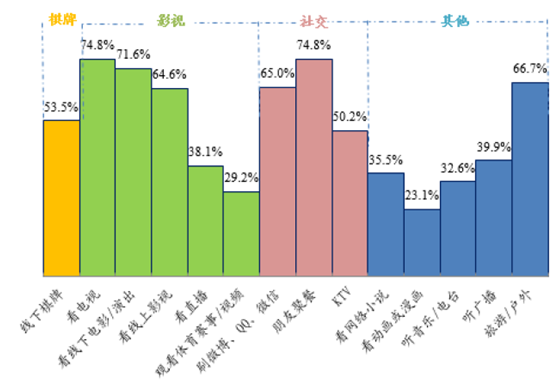 棋牌 影视 社交 其他
53.5% 74.8% 71.6% 64.6% 38.1% 29.2% 65.0% 74.8% 50.2% 35.5% 23.1% 32.6% 39.9% 66.7%
线下棋牌
看电视
看线下电影/演出
看线上影视
看直播
观看体育赛事/视频
刷微博、QQ、微信
朋友聚餐
KTV
看网络小说
看动画或漫画
听音乐/电台
听广播
旅游/户外